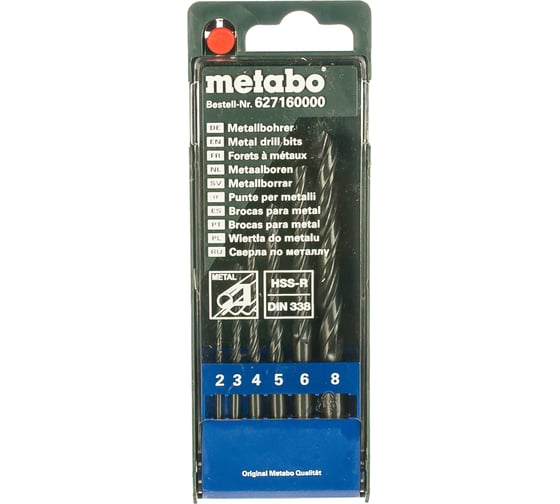 metabo
Bestell-Nr. 627160000
DE Metallbohrer
EN Metal drill bits
FR Forets à métaux
NL Metaalboren
SV Metallborrar
IT Punte per metalli
ES Brocas para metal
PT Brocas para metal
PL Wiertła do metalu
RU Сверла по металлу
METAL
HSS-R
DIN 338
2 3 4 5 6 8
Original Metabo Qualität